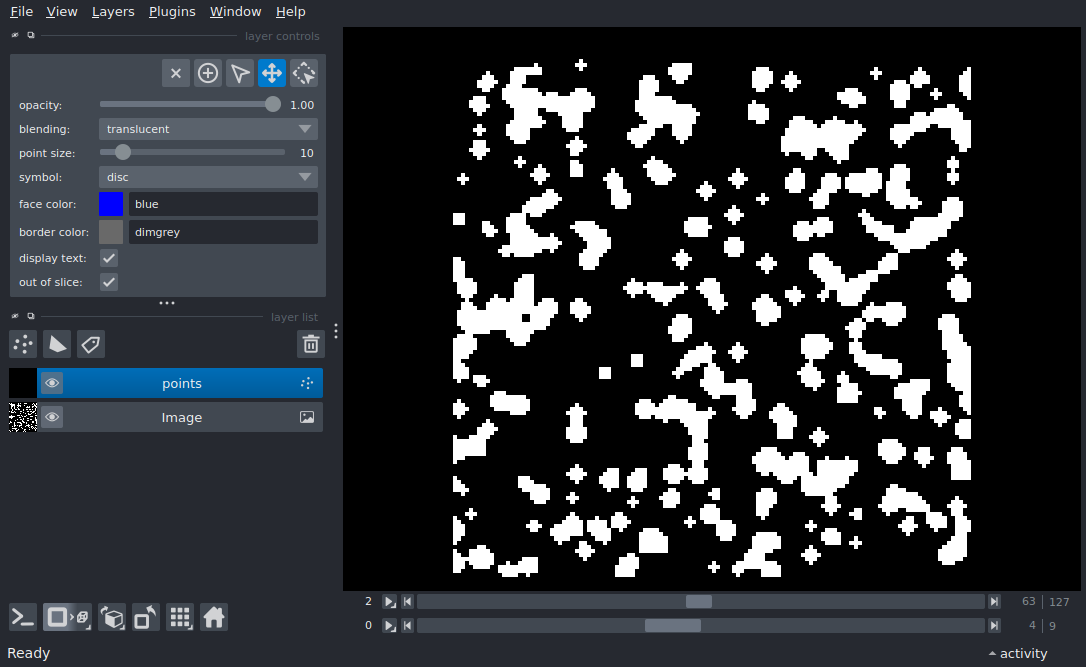 File View Layers Plugins Window Help
layer controls
opacity: 1.00
blending: translucent
point size: 10
symbol: disc
face color: blue
border color: dimgrey
display text:
out of slice:
layer list
points
Image
2 63 127
0 4 9
Ready activity